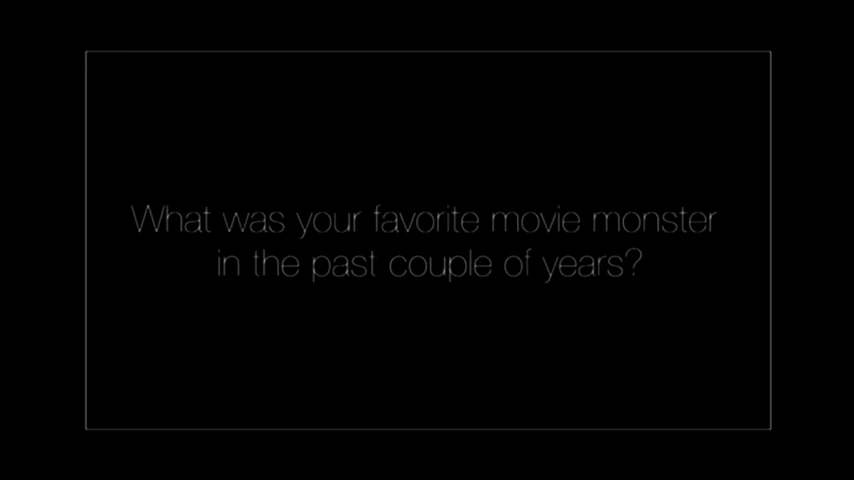 What was your favorite movie monster
in the past couple of years?